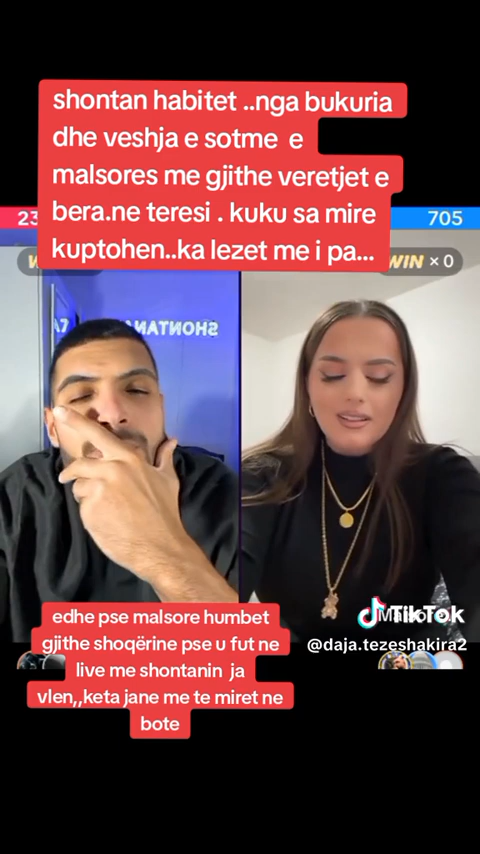 shontan habitet ..nga bukuria
dhe veshja e sotme e
malsores me gjithe veretjet e
bera.ne teresi . kuku sa mire
kuptohen..ka lezet me i pa...
23
705
WIN × 0
SHONTANA
edhe pse malsore humbet
gjithe shoqërine pse u fut ne
live me shontanin ja
vlen,,keta jane me te miret ne
bote
TikTok
@daja.tezeshakira2